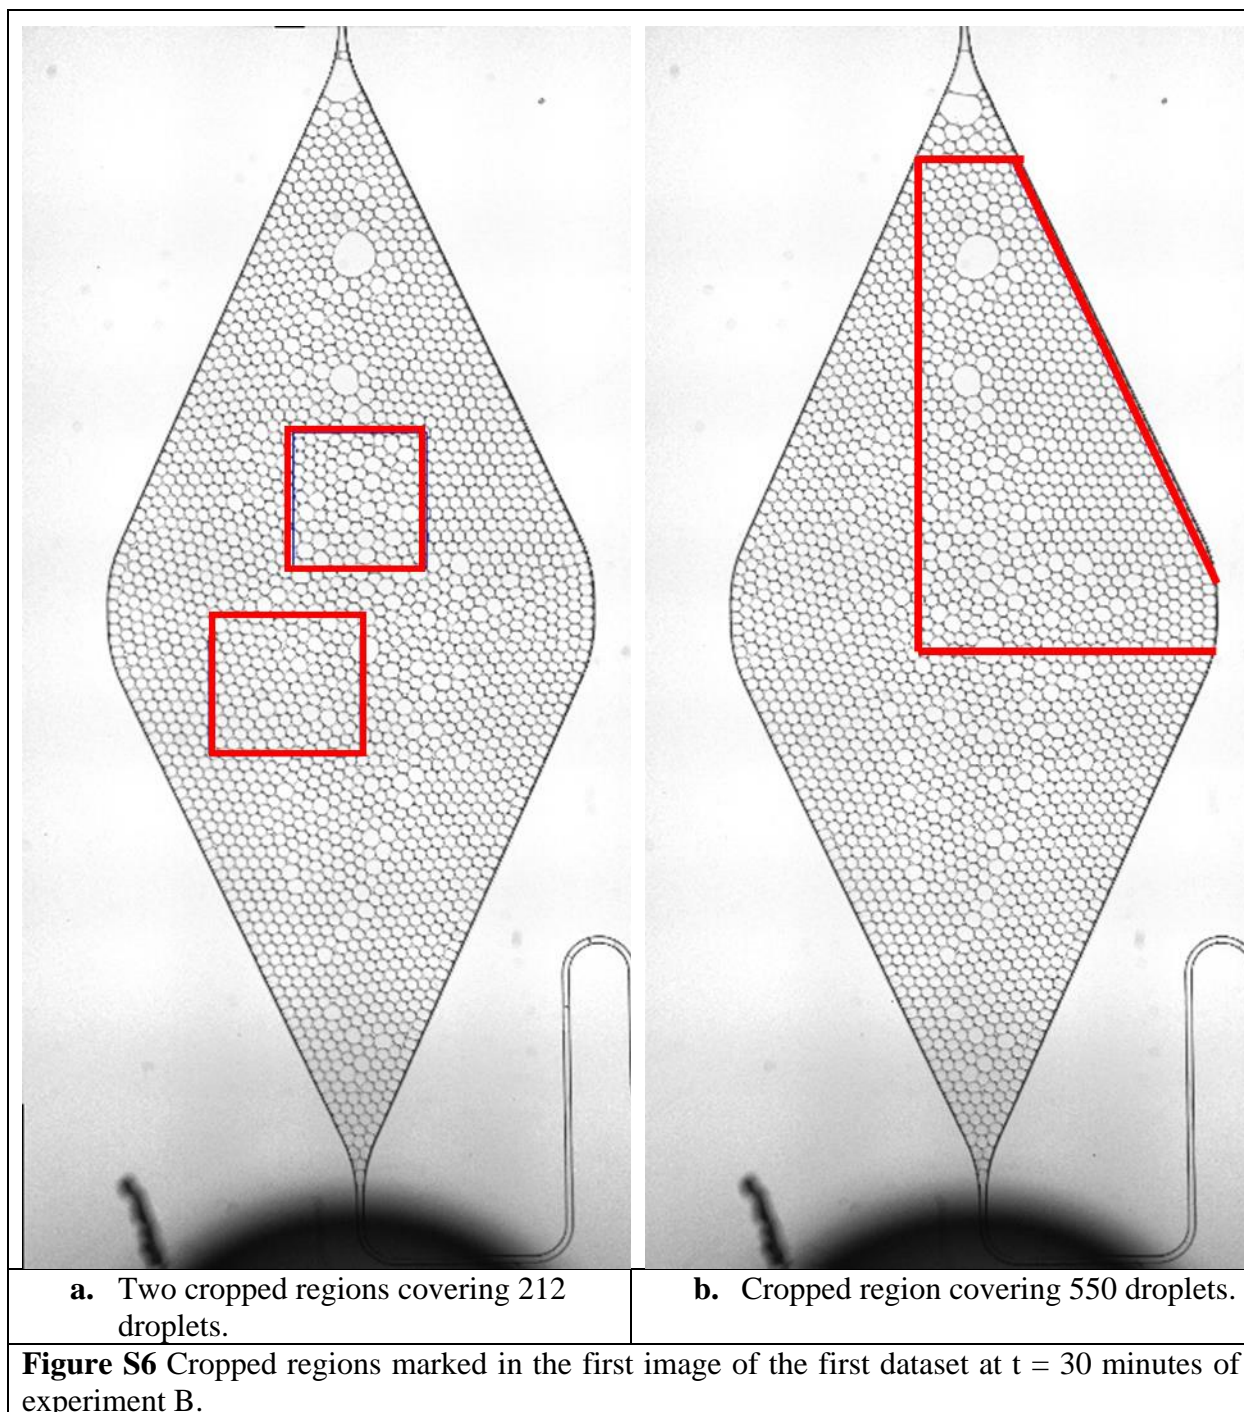 a. Two cropped regions covering 212
droplets.
b. Cropped region covering 550 droplets.
Figure S6 Cropped regions marked in the first image of the first dataset at t = 30 minutes of
experiment B.